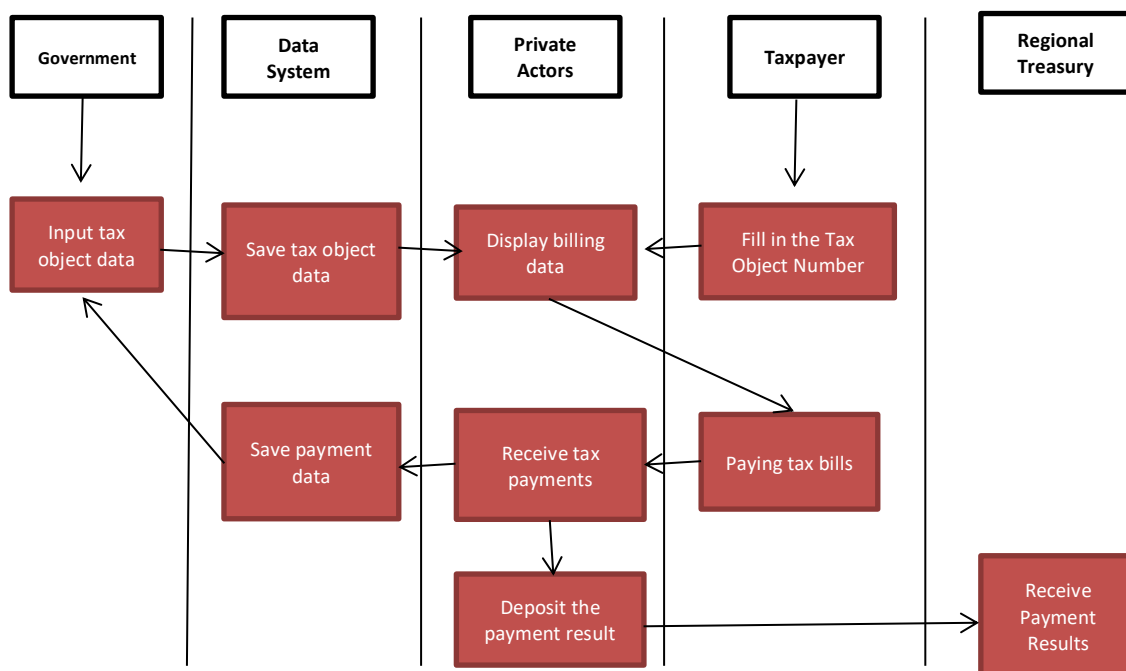 Government
Data
System
Private
Actors
Taxpayer
Regional
Treasury
Input tax
object data
Save tax object
data
Display billing
data
Fill in the Tax
Object Number
Save payment
data
Receive tax
payments
Paying tax bills
Deposit the
payment result
Receive
Payment
Results